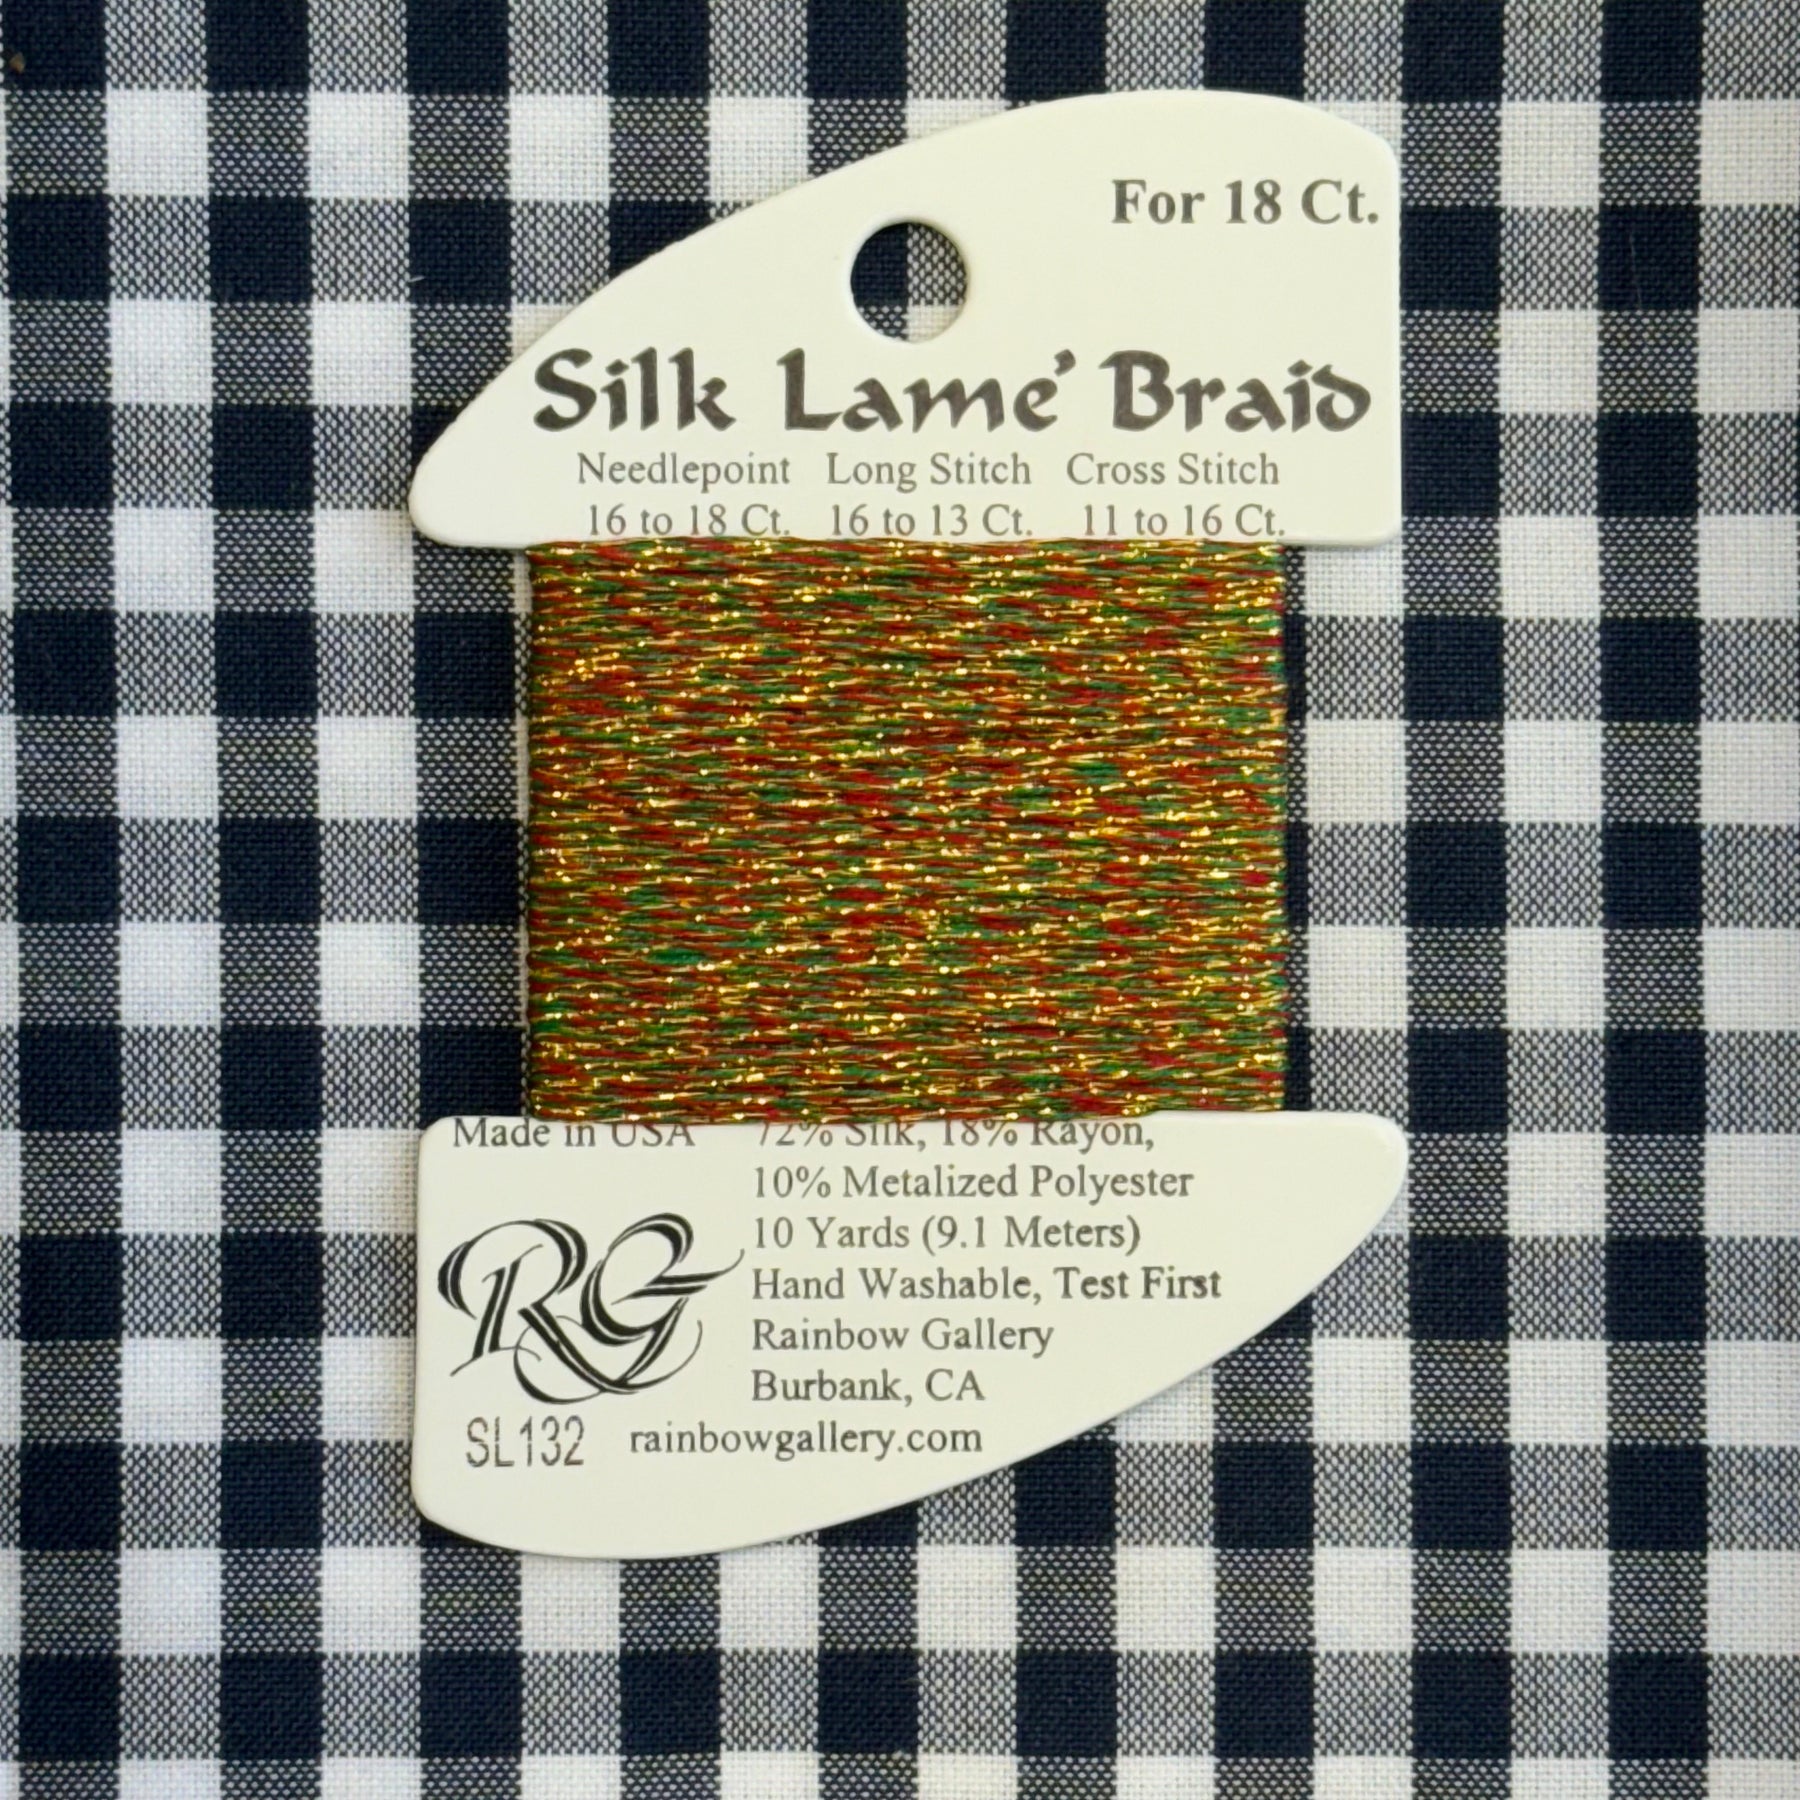 For 18 Ct.
Silk Lame' Braid
Needlepoint Long Stitch Cross Stitch
16 to 18 Ct. 16 to 13 Ct. 11 to 16 Ct.
Made in USA 72% Silk, 18% Rayon,
10% Metalized Polyester
10 Yards (9.1 Meters)
Hand Washable, Test First
Rainbow Gallery
Burbank, CA
RG
SL132 rainbowgallery.com